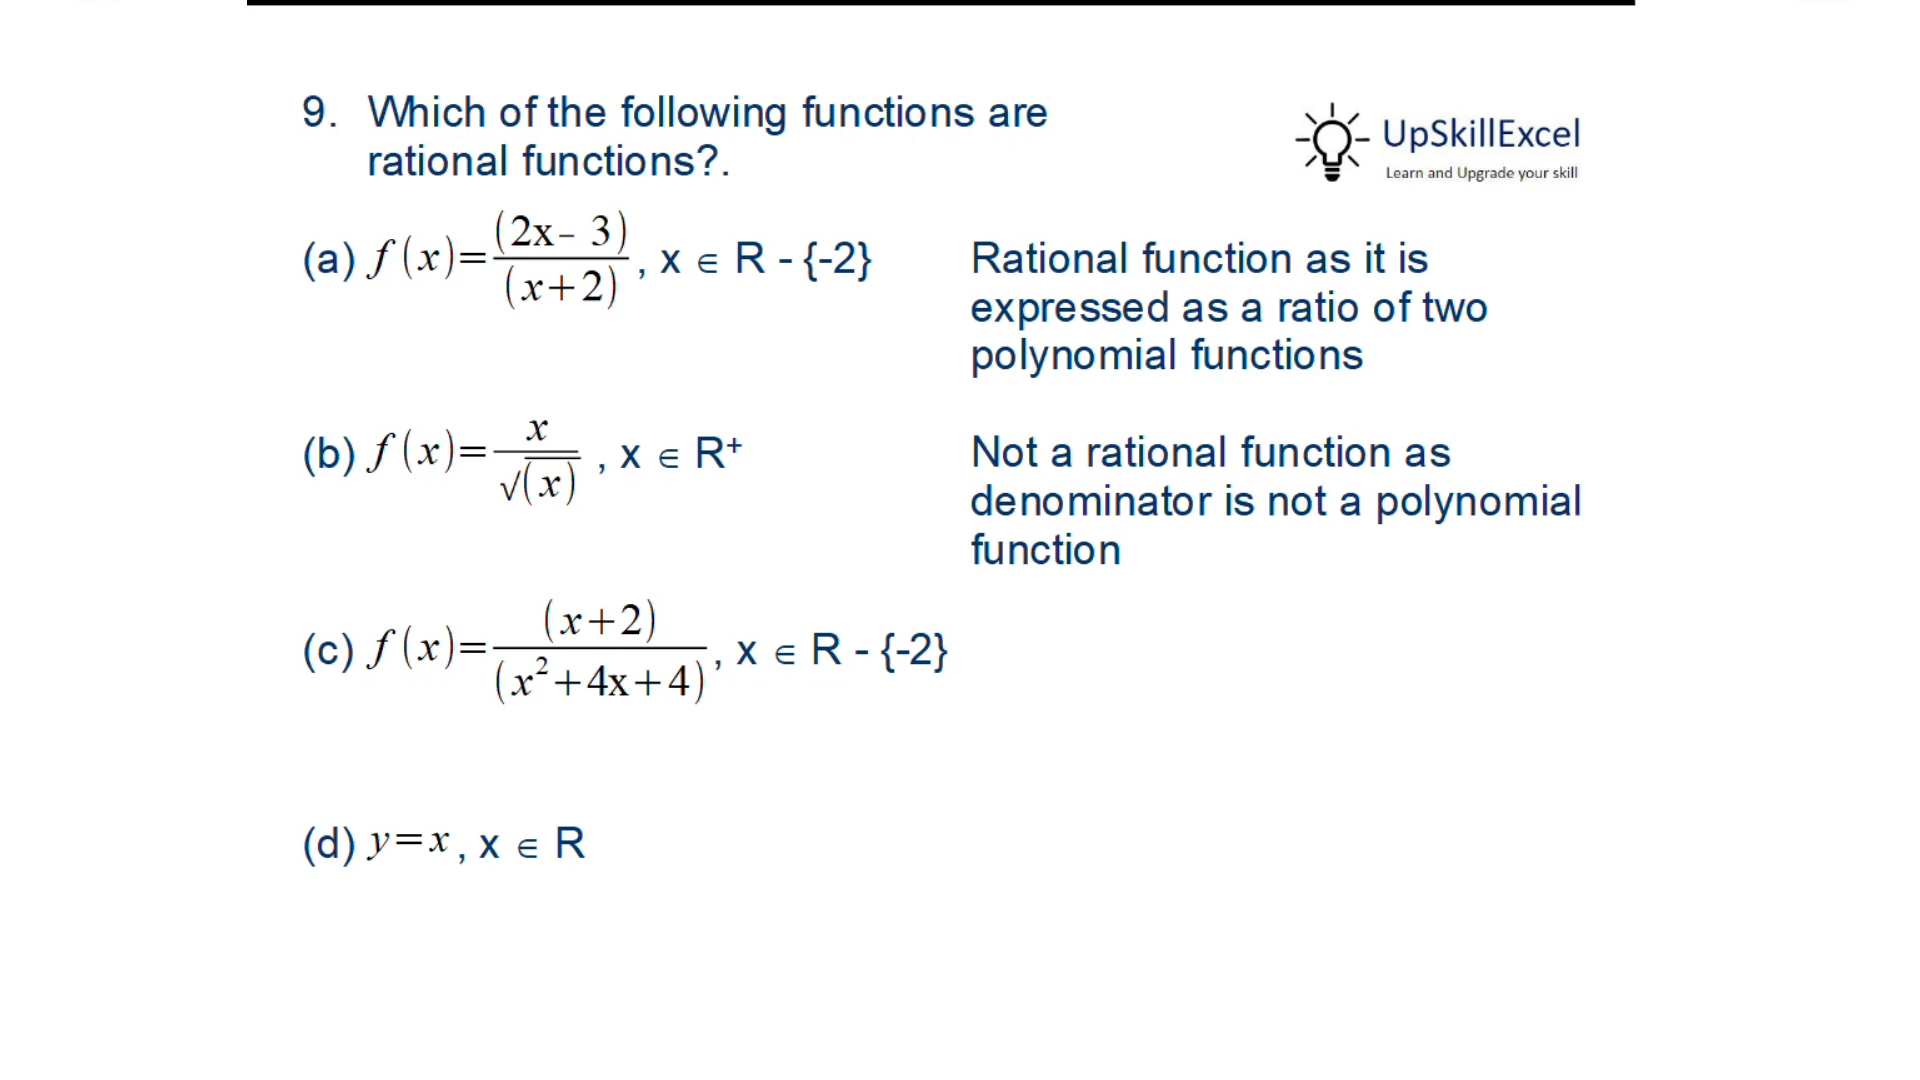 9. Which of the following functions are
rational functions?.
UpSkillExcel
Learn and Upgrade your skill
(a) f(x)=(2x– 3)/(x+2), x ∈ R - {-2}
Rational function as it is
expressed as a ratio of two
polynomial functions
(b) f(x)=x/√(x), x ∈ R⁺
Not a rational function as
denominator is not a polynomial
function
(c) f(x)=(x+2)/(x²+4x+4), x ∈ R - {-2}
(d) y=x, x ∈ R